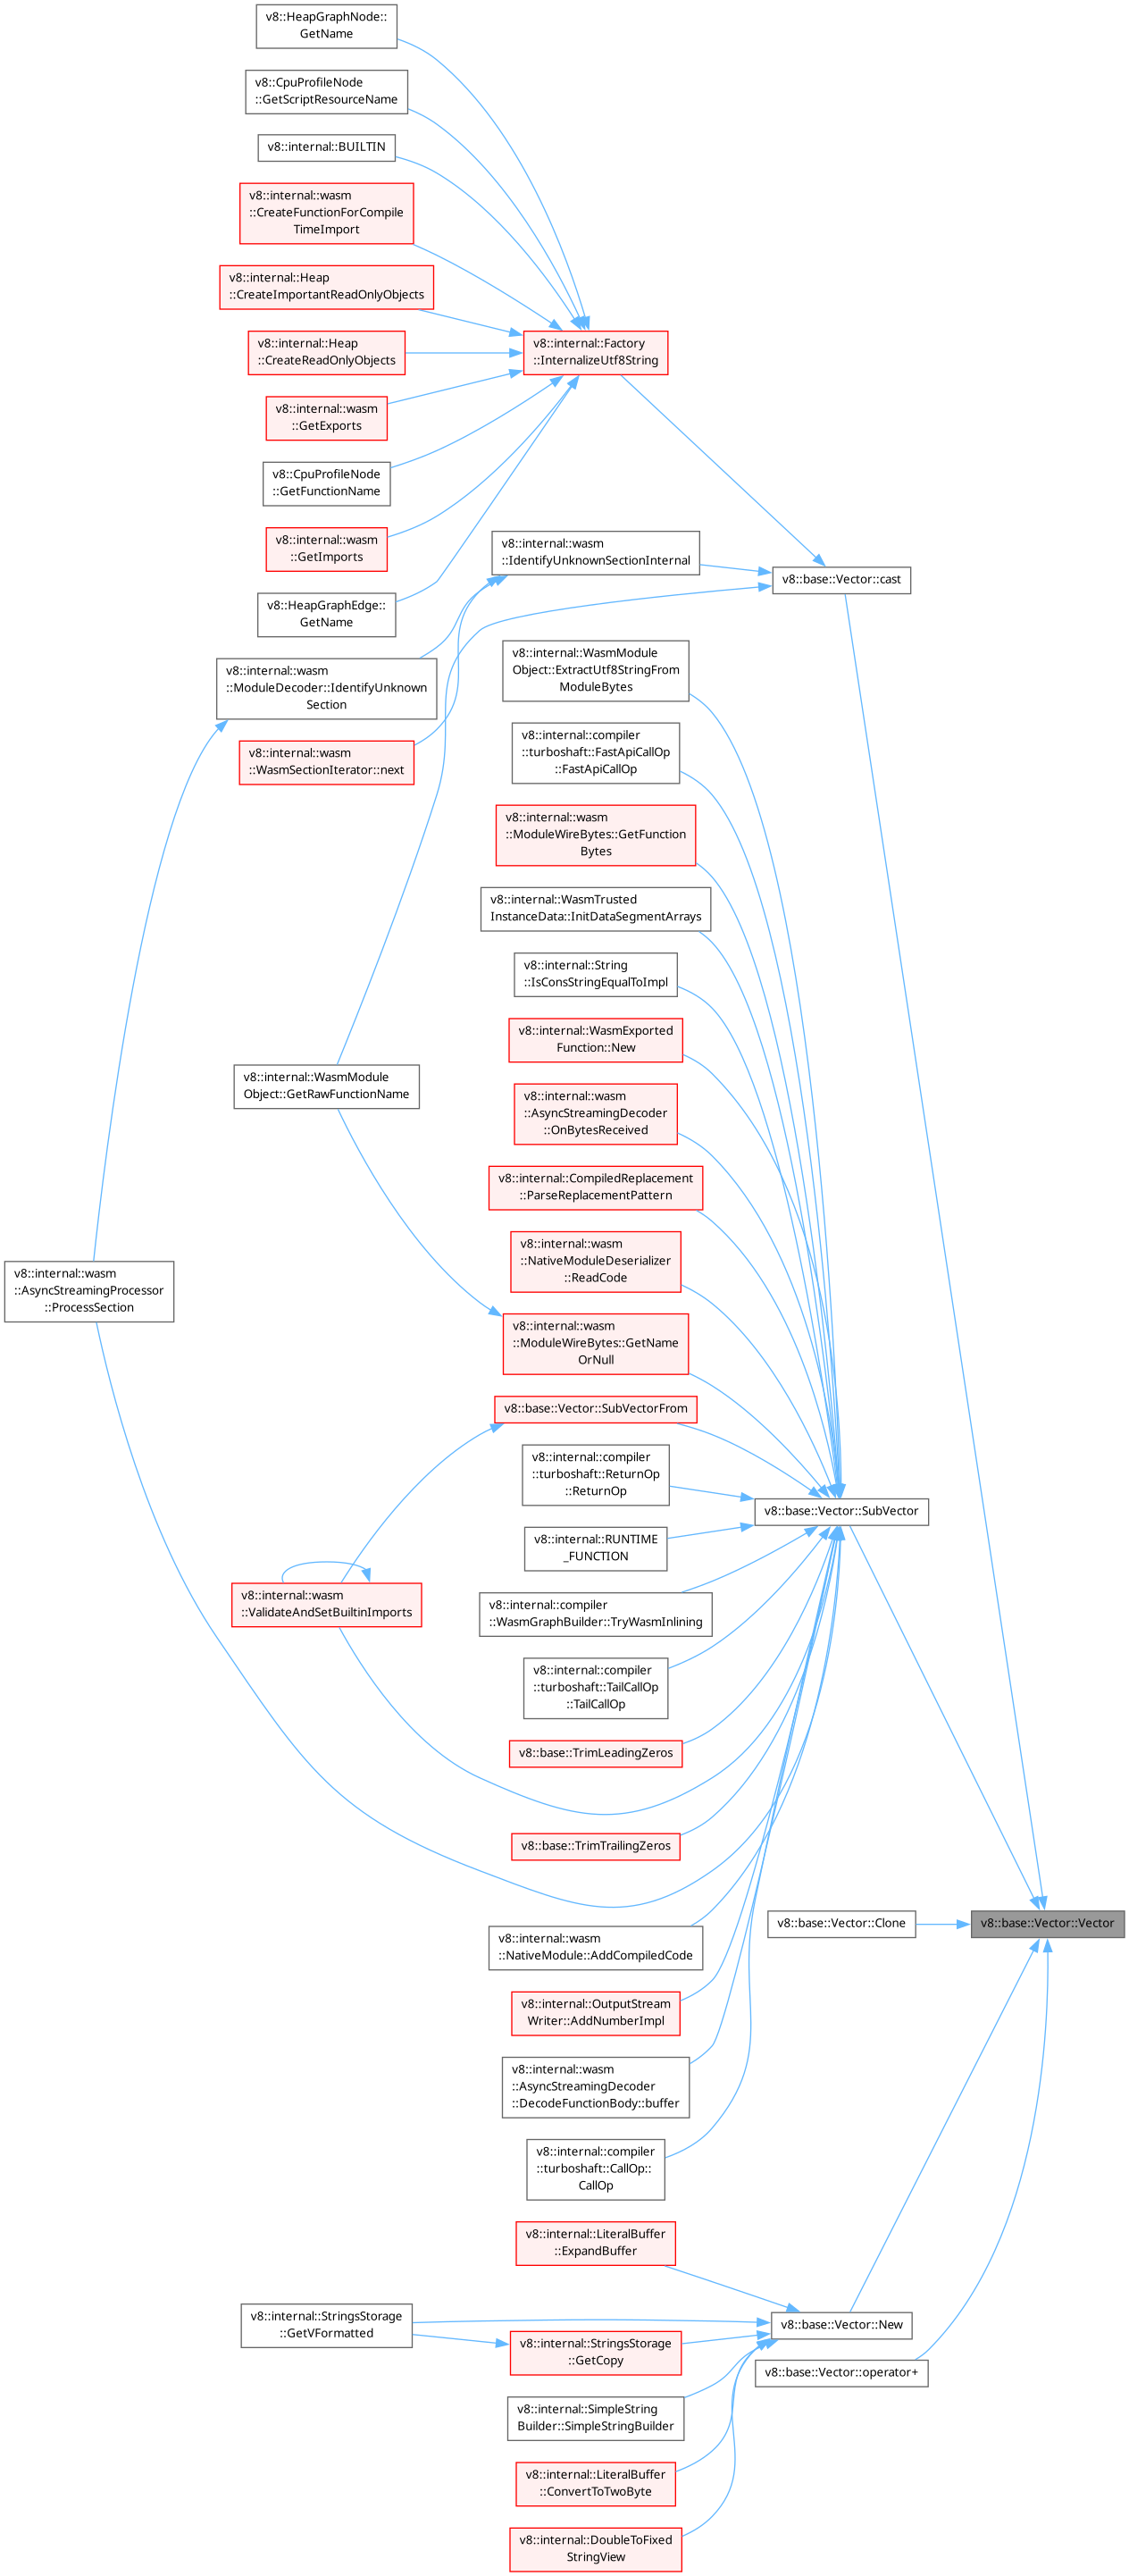 v8::HeapGraphNode::
GetName
v8::CpuProfileNode
::GetScriptResourceName
v8::internal::BUILTIN
v8::internal::wasm
::CreateFunctionForCompile
TimeImport
v8::internal::Heap
::CreateImportantReadOnlyObjects
v8::internal::Factory
::InternalizeUtf8String
v8::internal::Heap
::CreateReadOnlyObjects
v8::internal::wasm
::GetExports
v8::CpuProfileNode
::GetFunctionName
v8::internal::wasm
::GetImports
v8::internal::wasm
::IdentifyUnknownSectionInternal
v8::base::Vector::cast
v8::HeapGraphEdge::
GetName
v8::internal::wasm
::ModuleDecoder::IdentifyUnknown
Section
v8::internal::WasmModule
Object::ExtractUtf8StringFrom
ModuleBytes
v8::internal::wasm
::WasmSectionIterator::next
v8::internal::compiler
::turboshaft::FastApiCallOp
::FastApiCallOp
v8::internal::wasm
::ModuleWireBytes::GetFunction
Bytes
v8::internal::WasmTrusted
InstanceData::InitDataSegmentArrays
v8::internal::String
::IsConsStringEqualToImpl
v8::internal::WasmExported
Function::New
v8::internal::WasmModule
Object::GetRawFunctionName
v8::internal::wasm
::AsyncStreamingDecoder
::OnBytesReceived
v8::internal::CompiledReplacement
::ParseReplacementPattern
v8::internal::wasm
::NativeModuleDeserializer
::ReadCode
v8::internal::wasm
::AsyncStreamingProcessor
::ProcessSection
v8::internal::wasm
::ModuleWireBytes::GetName
OrNull
v8::base::Vector::SubVectorFrom
v8::internal::compiler
::turboshaft::ReturnOp
::ReturnOp
v8::base::Vector::SubVector
v8::internal::RUNTIME
_FUNCTION
v8::internal::wasm
::ValidateAndSetBuiltinImports
v8::internal::compiler
::WasmGraphBuilder::TryWasmInlining
v8::internal::compiler
::turboshaft::TailCallOp
::TailCallOp
v8::base::TrimLeadingZeros
v8::base::TrimTrailingZeros
v8::base::Vector::Clone
v8::base::Vector::Vector
v8::internal::wasm
::NativeModule::AddCompiledCode
v8::internal::OutputStream
Writer::AddNumberImpl
v8::internal::wasm
::AsyncStreamingDecoder
::DecodeFunctionBody::buffer
v8::internal::compiler
::turboshaft::CallOp::
CallOp
v8::internal::LiteralBuffer
::ExpandBuffer
v8::internal::StringsStorage
::GetVFormatted
v8::base::Vector::New
v8::internal::StringsStorage
::GetCopy
v8::base::Vector::operator+
v8::internal::SimpleString
Builder::SimpleStringBuilder
v8::internal::LiteralBuffer
::ConvertToTwoByte
v8::internal::DoubleToFixed
StringView